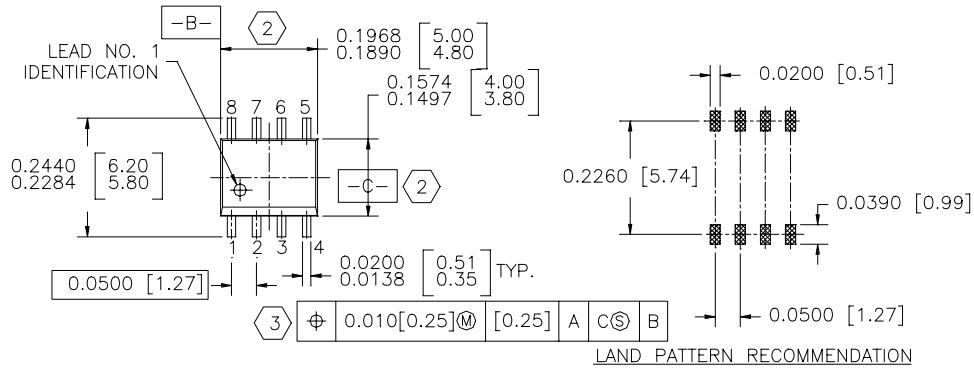 -B-
2
0.1968 [5.00]
0.1890 [4.80]
LEAD NO. 1
IDENTIFICATION
0.1574 [4.00]
0.1497 [3.80]
0.0200 [0.51]
8 7 6 5
0.2440 [6.20]
0.2284 [5.80]
-C-
2
0.2260 [5.74]
0.0390 [0.99]
1 2 3 4
0.0500 [1.27]
0.0200 [0.51]
0.0138 [0.35]
TYP.
0.0500 [1.27]
3
⌖ 0.010[0.25]Ⓜ [0.25] A CⓈ B
LAND PATTERN RECOMMENDATION